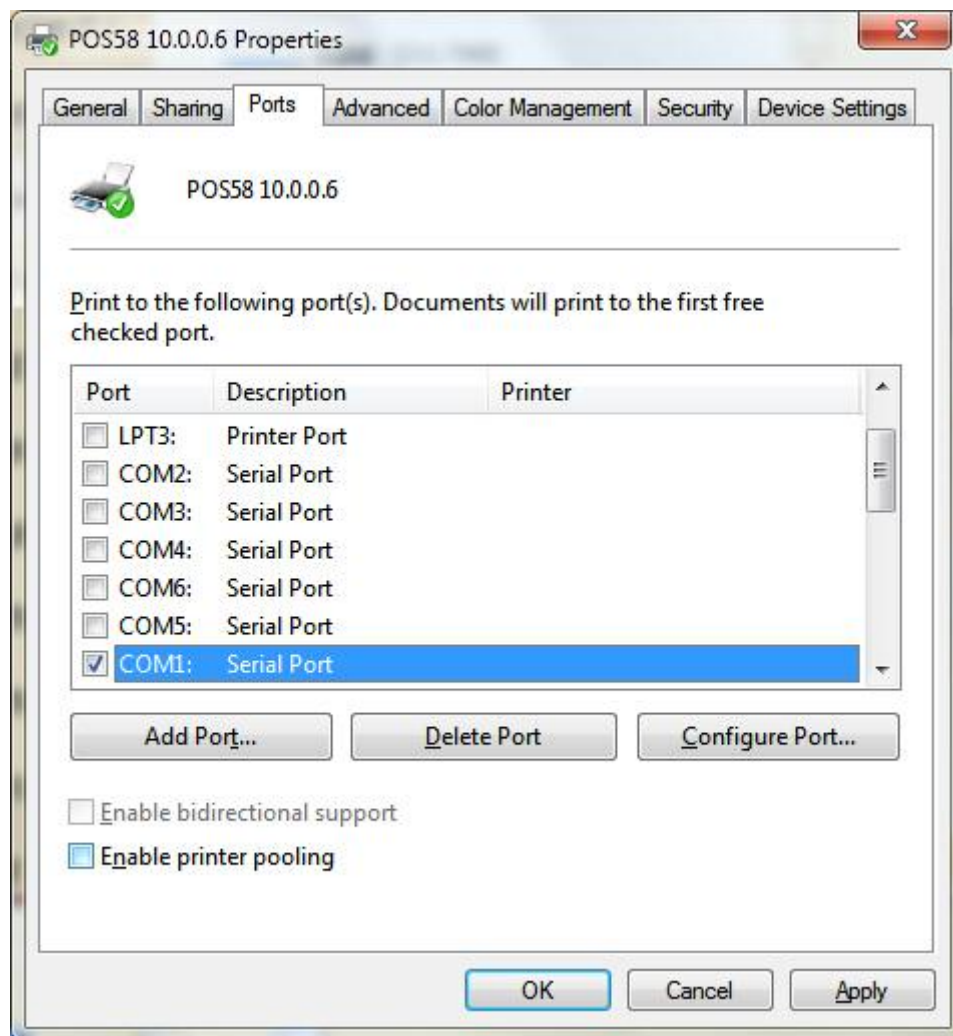 POS58 10.0.0.6 Properties
General Sharing Ports Advanced Color Management Security Device Settings
POS58 10.0.0.6
Print to the following port(s). Documents will print to the first free
checked port.
Port Description Printer
LPT3: Printer Port
COM2: Serial Port
COM3: Serial Port
COM4: Serial Port
COM6: Serial Port
COM5: Serial Port
COM1: Serial Port
Add Port... Delete Port Configure Port...
Enable bidirectional support
Enable printer pooling
OK Cancel Apply